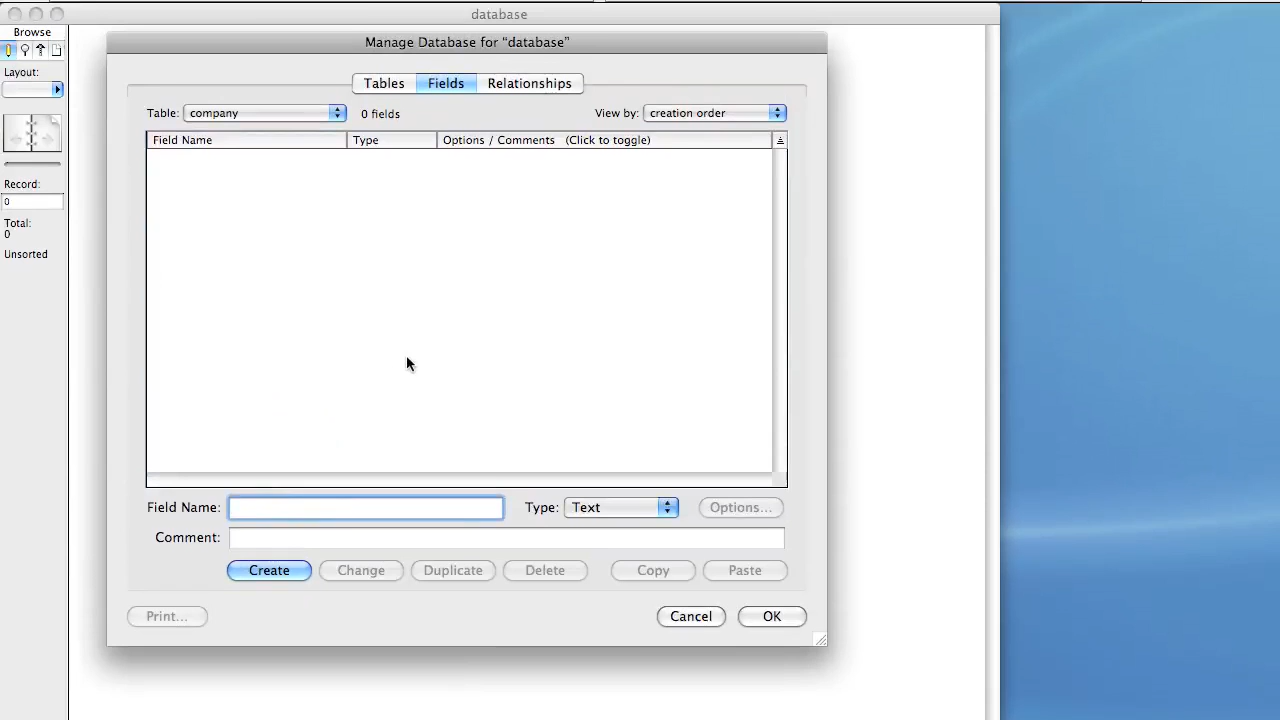 database
Browse
Manage Database for “database”
Layout:
Tables Fields Relationships
Table: company 0 fields View by: creation order
Field Name Type Options / Comments (Click to toggle)
Record:
0
Total:
0
Unsorted
Field Name: Type: Text Options...
Comment:
Create Change Duplicate Delete Copy Paste
Print... Cancel OK